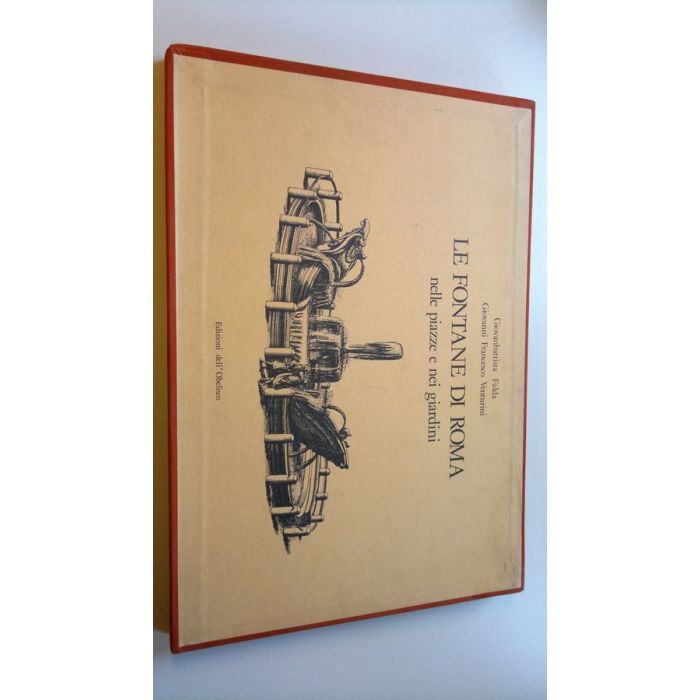 Giovanbattista Falda
Giovanni Francesco Venturini
LE FONTANE DI ROMA
nelle piazze e nei giardini
Edizioni dell' Obelisco